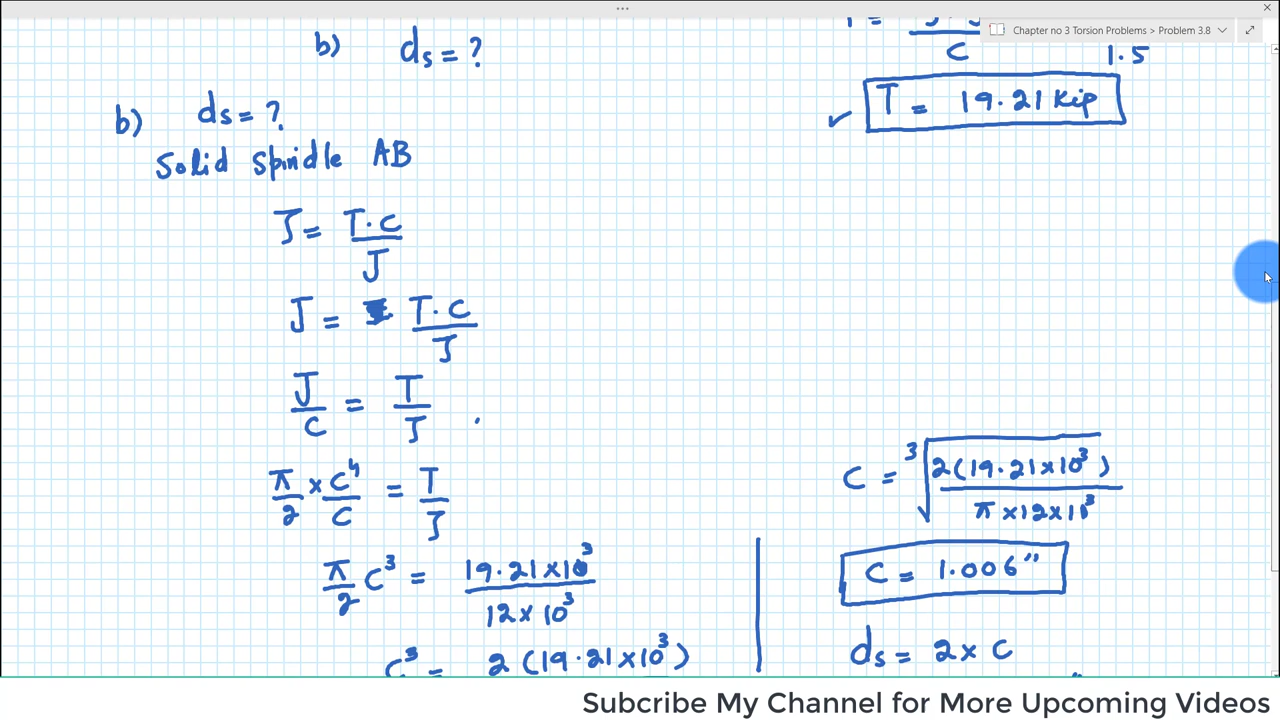 Chapter no 3 Torsion Problems > Problem 3.8
b) ds = ?
C
1.5
T = 19.21 Kip
b) ds = ?
Solid Spindle AB
τ = T·C / J
J = T·C / τ
J / C = T / τ
π/2 × C⁴/C = T / τ
π/2 C³ = 19.21×10³ / 12×10³
C³ = 2(19.21×10³)
C = ³√(2(19.21×10³) / π×12×10³)
C = 1.006"
ds = 2 × C
Subcribe My Channel for More Upcoming Videos